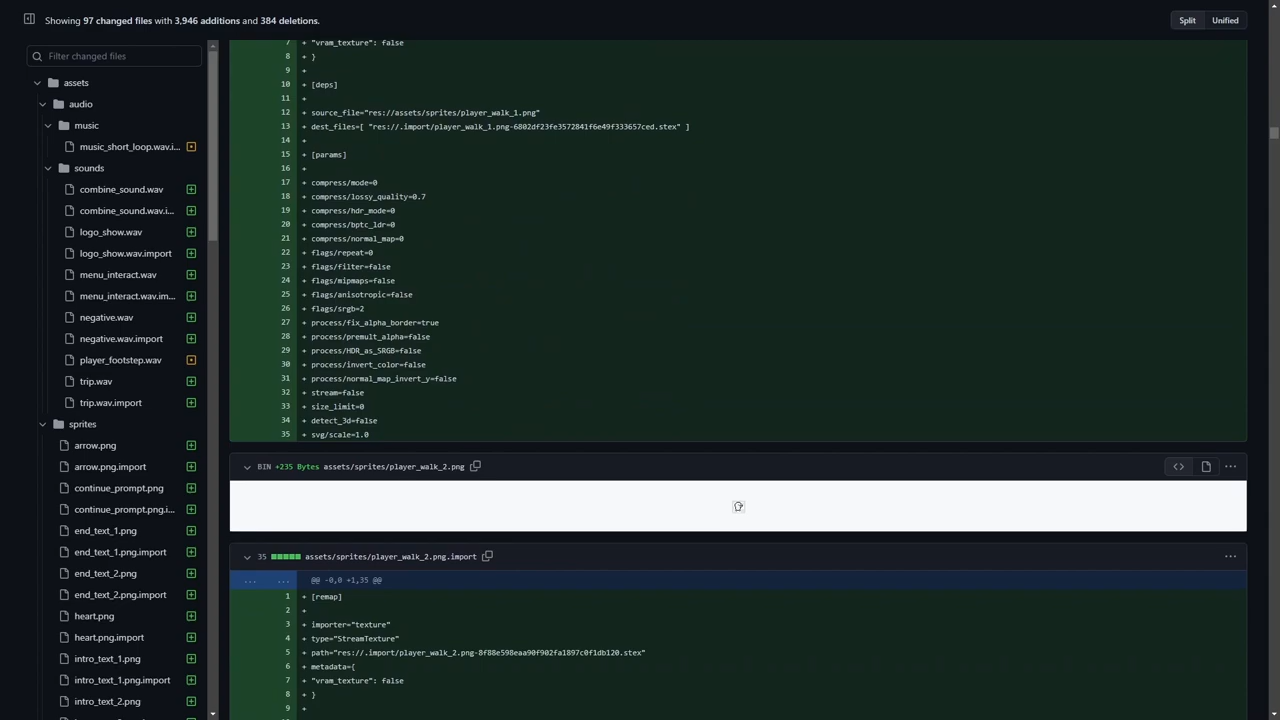 Showing 97 changed files with 3,946 additions and 384 deletions.
Split Unified
Filter changed files
assets
audio
music
music_short_loop.wav.i...
sounds
combine_sound.wav
combine_sound.wav.i...
logo_show.wav
logo_show.wav.import
menu_interact.wav
menu_interact.wav.im...
negative.wav
negative.wav.import
player_footstep.wav
trip.wav
trip.wav.import
sprites
arrow.png
arrow.png.import
continue_prompt.png
continue_prompt.png.i...
end_text_1.png
end_text_1.png.import
end_text_2.png
end_text_2.png.import
heart.png
heart.png.import
intro_text_1.png
intro_text_1.png.import
intro_text_2.png
7 "vram_texture": false
8 + }
9 +
10 + [deps]
11 +
12 + source_file="res://assets/sprites/player_walk_1.png"
13 + dest_files=[ "res://.import/player_walk_1.png-6802df23fe3572841f6e49f333657ced.stex" ]
14 +
15 + [params]
16 +
17 + compress/mode=0
18 + compress/lossy_quality=0.7
19 + compress/hdr_mode=0
20 + compress/bptc_ldr=0
21 + compress/normal_map=0
22 + flags/repeat=0
23 + flags/filter=false
24 + flags/mipmaps=false
25 + flags/anisotropic=false
26 + flags/srgb=2
27 + process/fix_alpha_border=true
28 + process/premult_alpha=false
29 + process/HDR_as_SRGB=false
30 + process/invert_color=false
31 + process/normal_map_invert_y=false
32 + stream=false
33 + size_limit=0
34 + detect_3d=false
35 + svg/scale=1.0
BIN +235 Bytes assets/sprites/player_walk_2.png
35 assets/sprites/player_walk_2.png.import
... ... @@ -0,0 +1,35 @@
1 + [remap]
2 +
3 + importer="texture"
4 + type="StreamTexture"
5 + path="res://.import/player_walk_2.png-8f88e598eaa90f902fa1897c0f1db120.stex"
6 + metadata={
7 + "vram_texture": false
8 + }
9 +